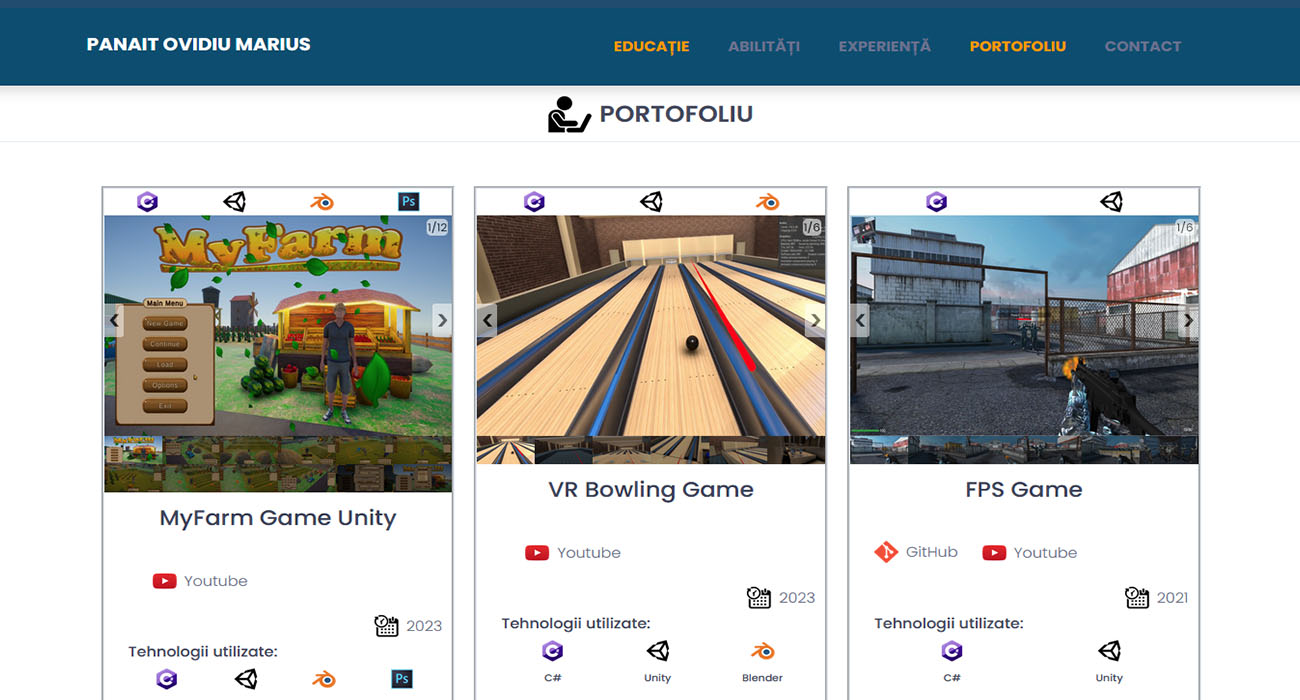 PANAIT OVIDIU MARIUS
EDUCAȚIE ABILITĂȚI EXPERIENȚĂ PORTOFOLIU CONTACT
PORTOFOLIU
Ps
1/12
MyFarm
Main Menu
New Game
Continue
Load
Options
Exit
MyFarm Game Unity
Youtube
2023
Tehnologii utilizate:
Ps
1/6
VR Bowling Game
Youtube
2023
Tehnologii utilizate:
C#
Unity
Blender
1/6
FPS Game
GitHub Youtube
2021
Tehnologii utilizate:
C#
Unity